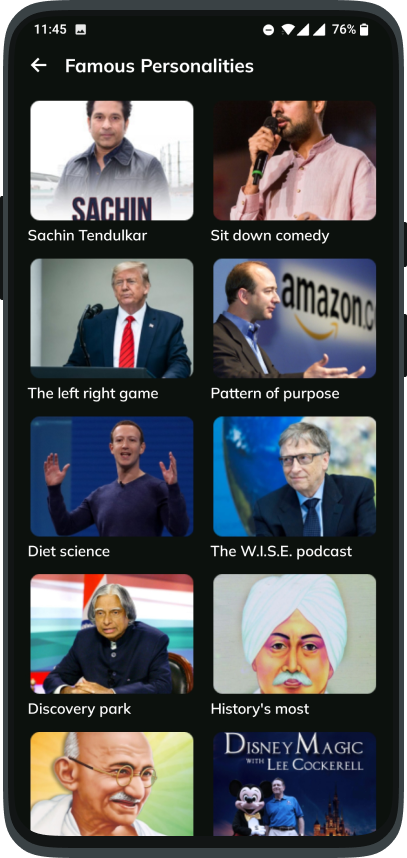 11:45
76%
Famous Personalities
SACHIN
Sachin Tendulkar
Sit down comedy
amazon.c
The left right game
Pattern of purpose
Diet science
The W.I.S.E. podcast
Discovery park
History's most
DISNEY MAGIC
WITH LEE COCKERELL